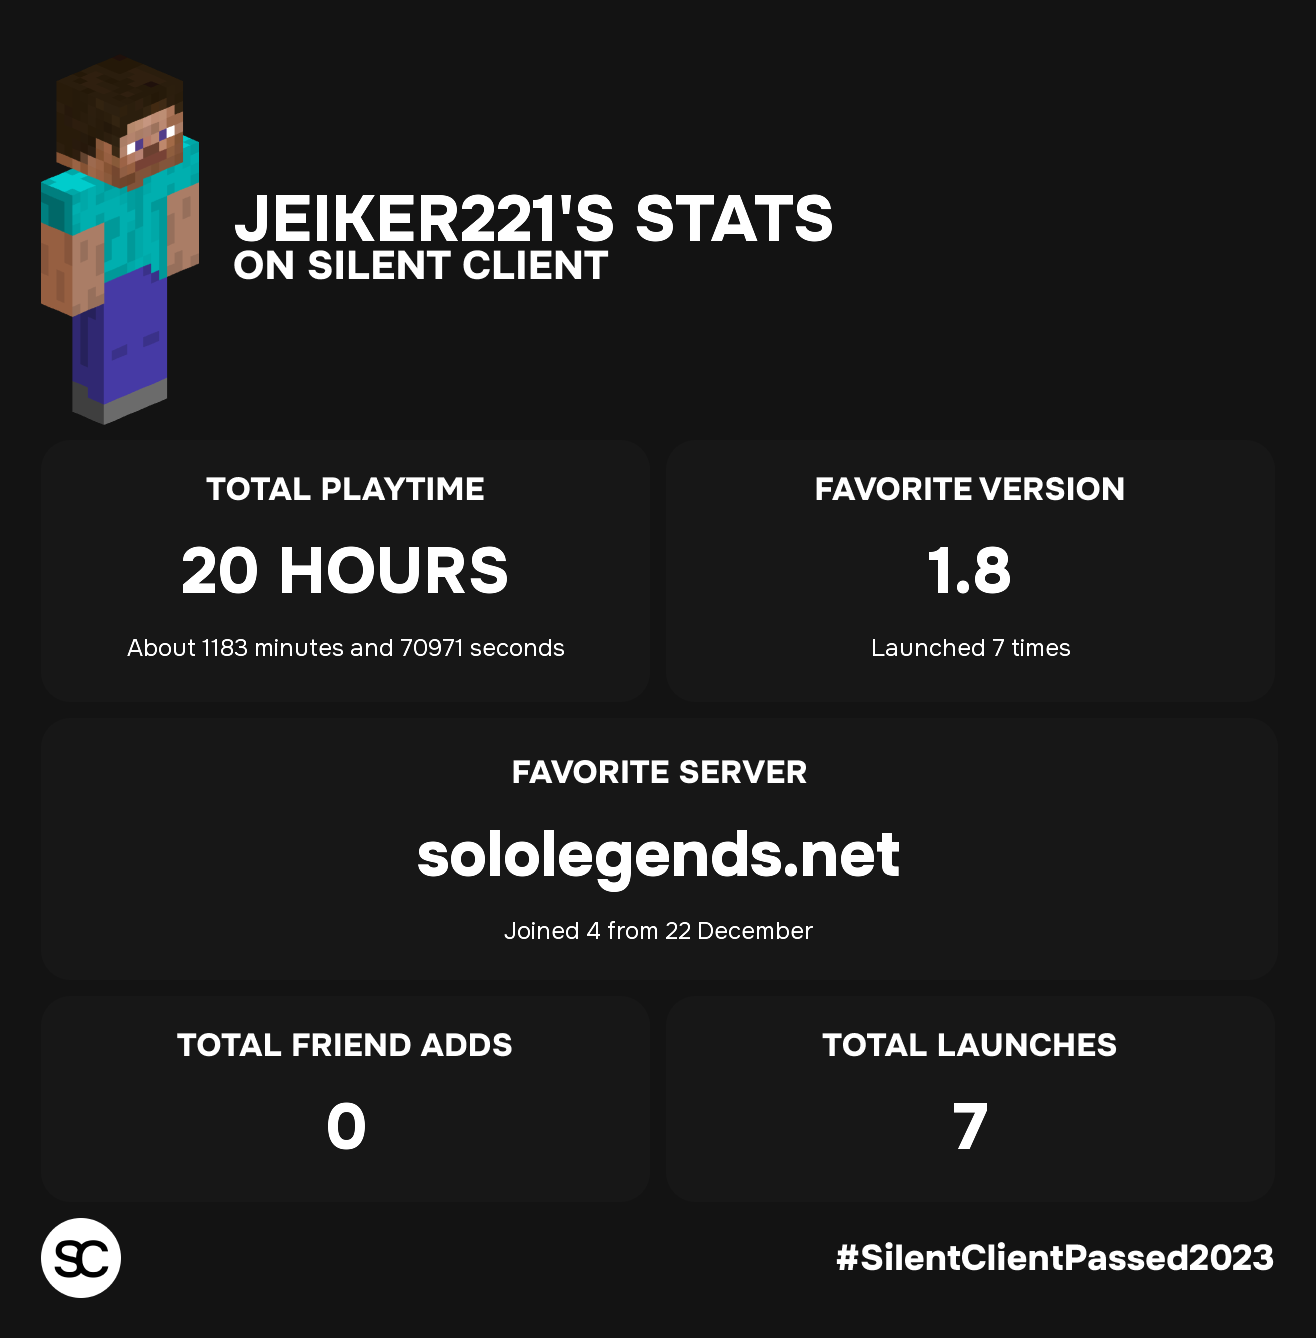 JEIKER221'S STATS
ON SILENT CLIENT
TOTAL PLAYTIME
20 HOURS
About 1183 minutes and 70971 seconds
FAVORITE VERSION
1.8
Launched 7 times
FAVORITE SERVER
sololegends.net
Joined 4 from 22 December
TOTAL FRIEND ADDS
0
TOTAL LAUNCHES
7
SC
#SilentClientPassed2023